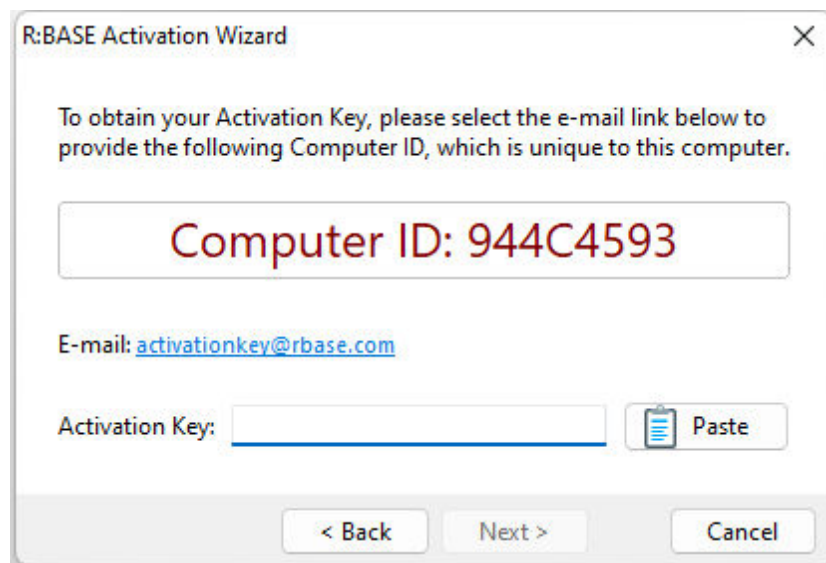 R:BASE Activation Wizard
To obtain your Activation Key, please select the e-mail link below to
provide the following Computer ID, which is unique to this computer.
Computer ID: 944C4593
E-mail: activationkey@rbase.com
Activation Key:
Paste
< Back
Next >
Cancel